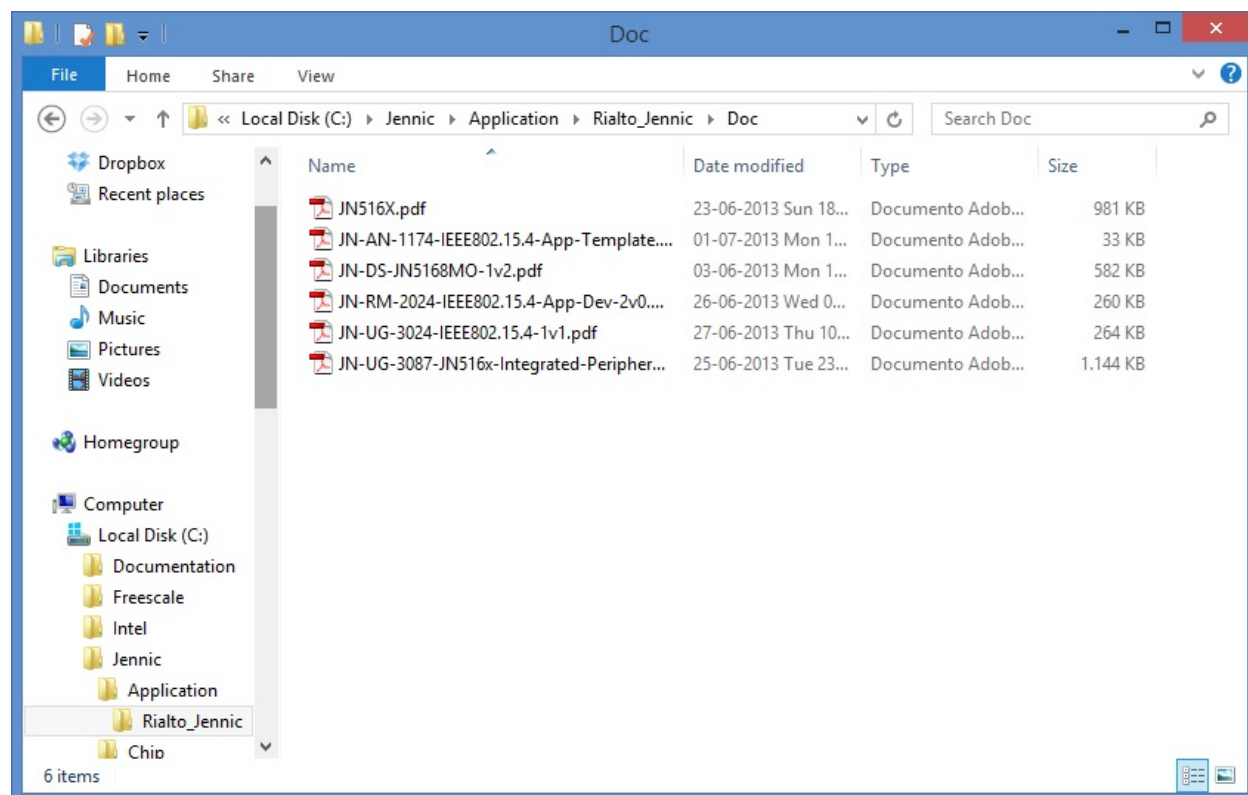 Doc
File Home Share View
« Local Disk (C:) Jennic Application Rialto_Jennic Doc Search Doc
Dropbox
Recent places
Libraries
Documents
Music
Pictures
Videos
Homegroup
Computer
Local Disk (C:)
Documentation
Freescale
Intel
Jennic
Application
Rialto_Jennic
Chip
Name Date modified Type Size
JN516X.pdf 23-06-2013 Sun 18... Documento Adob... 981 KB
JN-AN-1174-IEEE802.15.4-App-Template.... 01-07-2013 Mon 1... Documento Adob... 33 KB
JN-DS-JN5168MO-1v2.pdf 03-06-2013 Mon 1... Documento Adob... 582 KB
JN-RM-2024-IEEE802.15.4-App-Dev-2v0.... 26-06-2013 Wed 0... Documento Adob... 260 KB
JN-UG-3024-IEEE802.15.4-1v1.pdf 27-06-2013 Thu 10... Documento Adob... 264 KB
JN-UG-3087-JN516x-Integrated-Peripher... 25-06-2013 Tue 23... Documento Adob... 1.144 KB
6 items